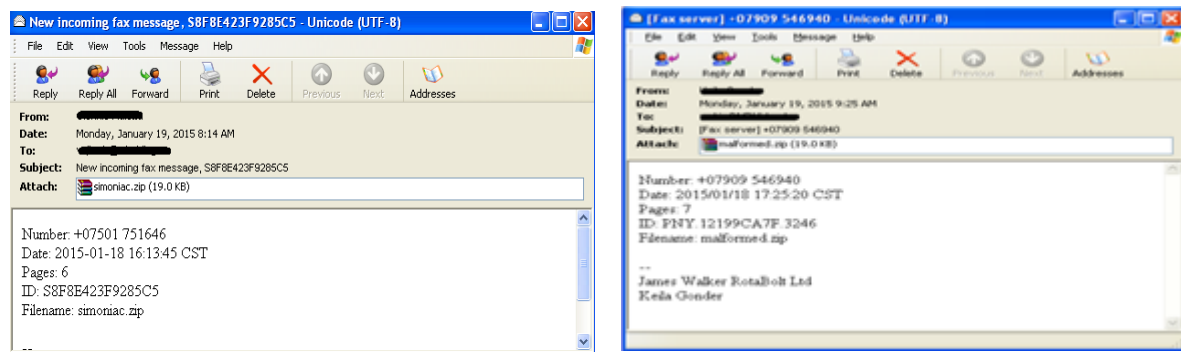 New incoming fax message, S8F8E423F9285C5 - Unicode (UTF-8)
File Edit View Tools Message Help
Reply Reply All Forward Print Delete Previous Next Addresses
From:
Date: Monday, January 19, 2015 8:14 AM
To:
Subject: New incoming fax message, S8F8E423F9285C5
Attach: simoniac.zip (19.0 KB)
Number: +07501 751646
Date: 2015-01-18 16:13:45 CST
Pages: 6
ID: S8F8E423F9285C5
Filename: simoniac.zip
--
[Fax server] +07909 546940 - Unicode (UTF-8)
File Edit View Tools Message Help
Reply Reply All Forward Print Delete Previous Next Addresses
From:
Date: Monday, January 19, 2015 9:25 AM
To:
Subject: [Fax server] +07909 546940
Attach: malformed.zip (19.0 KB)
Number: +07909 546940
Date: 2015/01/18 17:25:20 CST
Pages: 7
ID: PNY.12199CA7F.3246
Filename: malformed.zip
--
James Walker RotaBolt Ltd
Keila Gonder